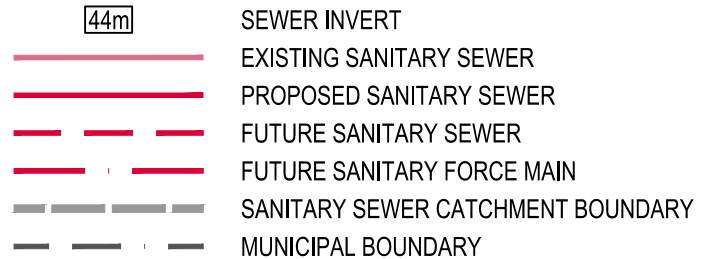 44m SEWER INVERT
EXISTING SANITARY SEWER
PROPOSED SANITARY SEWER
FUTURE SANITARY SEWER
FUTURE SANITARY FORCE MAIN
SANITARY SEWER CATCHMENT BOUNDARY
MUNICIPAL BOUNDARY